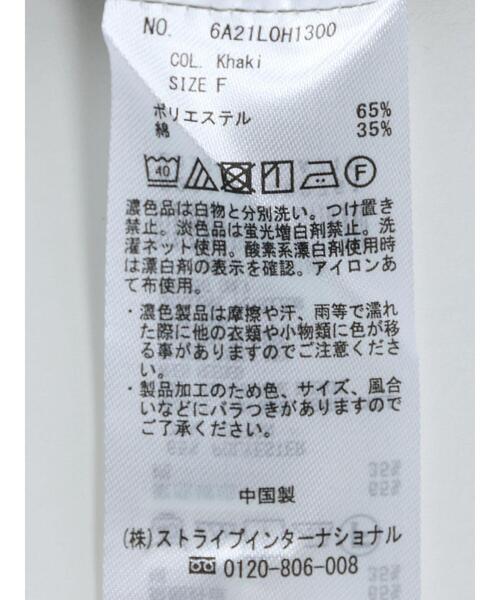 NO. 6A21L0H1300
COL. Khaki
SIZE F
ポリエステル 65%
綿 35%
40 F
濃色品は白物と分別洗い。つけ置き
禁止。淡色品は蛍光増白剤禁止。洗
濯ネット使用。酸素系漂白剤使用時
は漂白剤の表示を確認。アイロンあ
て布使用。
・濃色製品は摩擦や汗、雨等で濡れ
た際に他の衣類や小物類に色が移
る事がありますのでご注意くださ
い。
・製品加工のため色、サイズ、風合
いなどにバラつきがありますので
ご了承ください。
中国製
(株)ストライプインターナショナル
0120-806-008